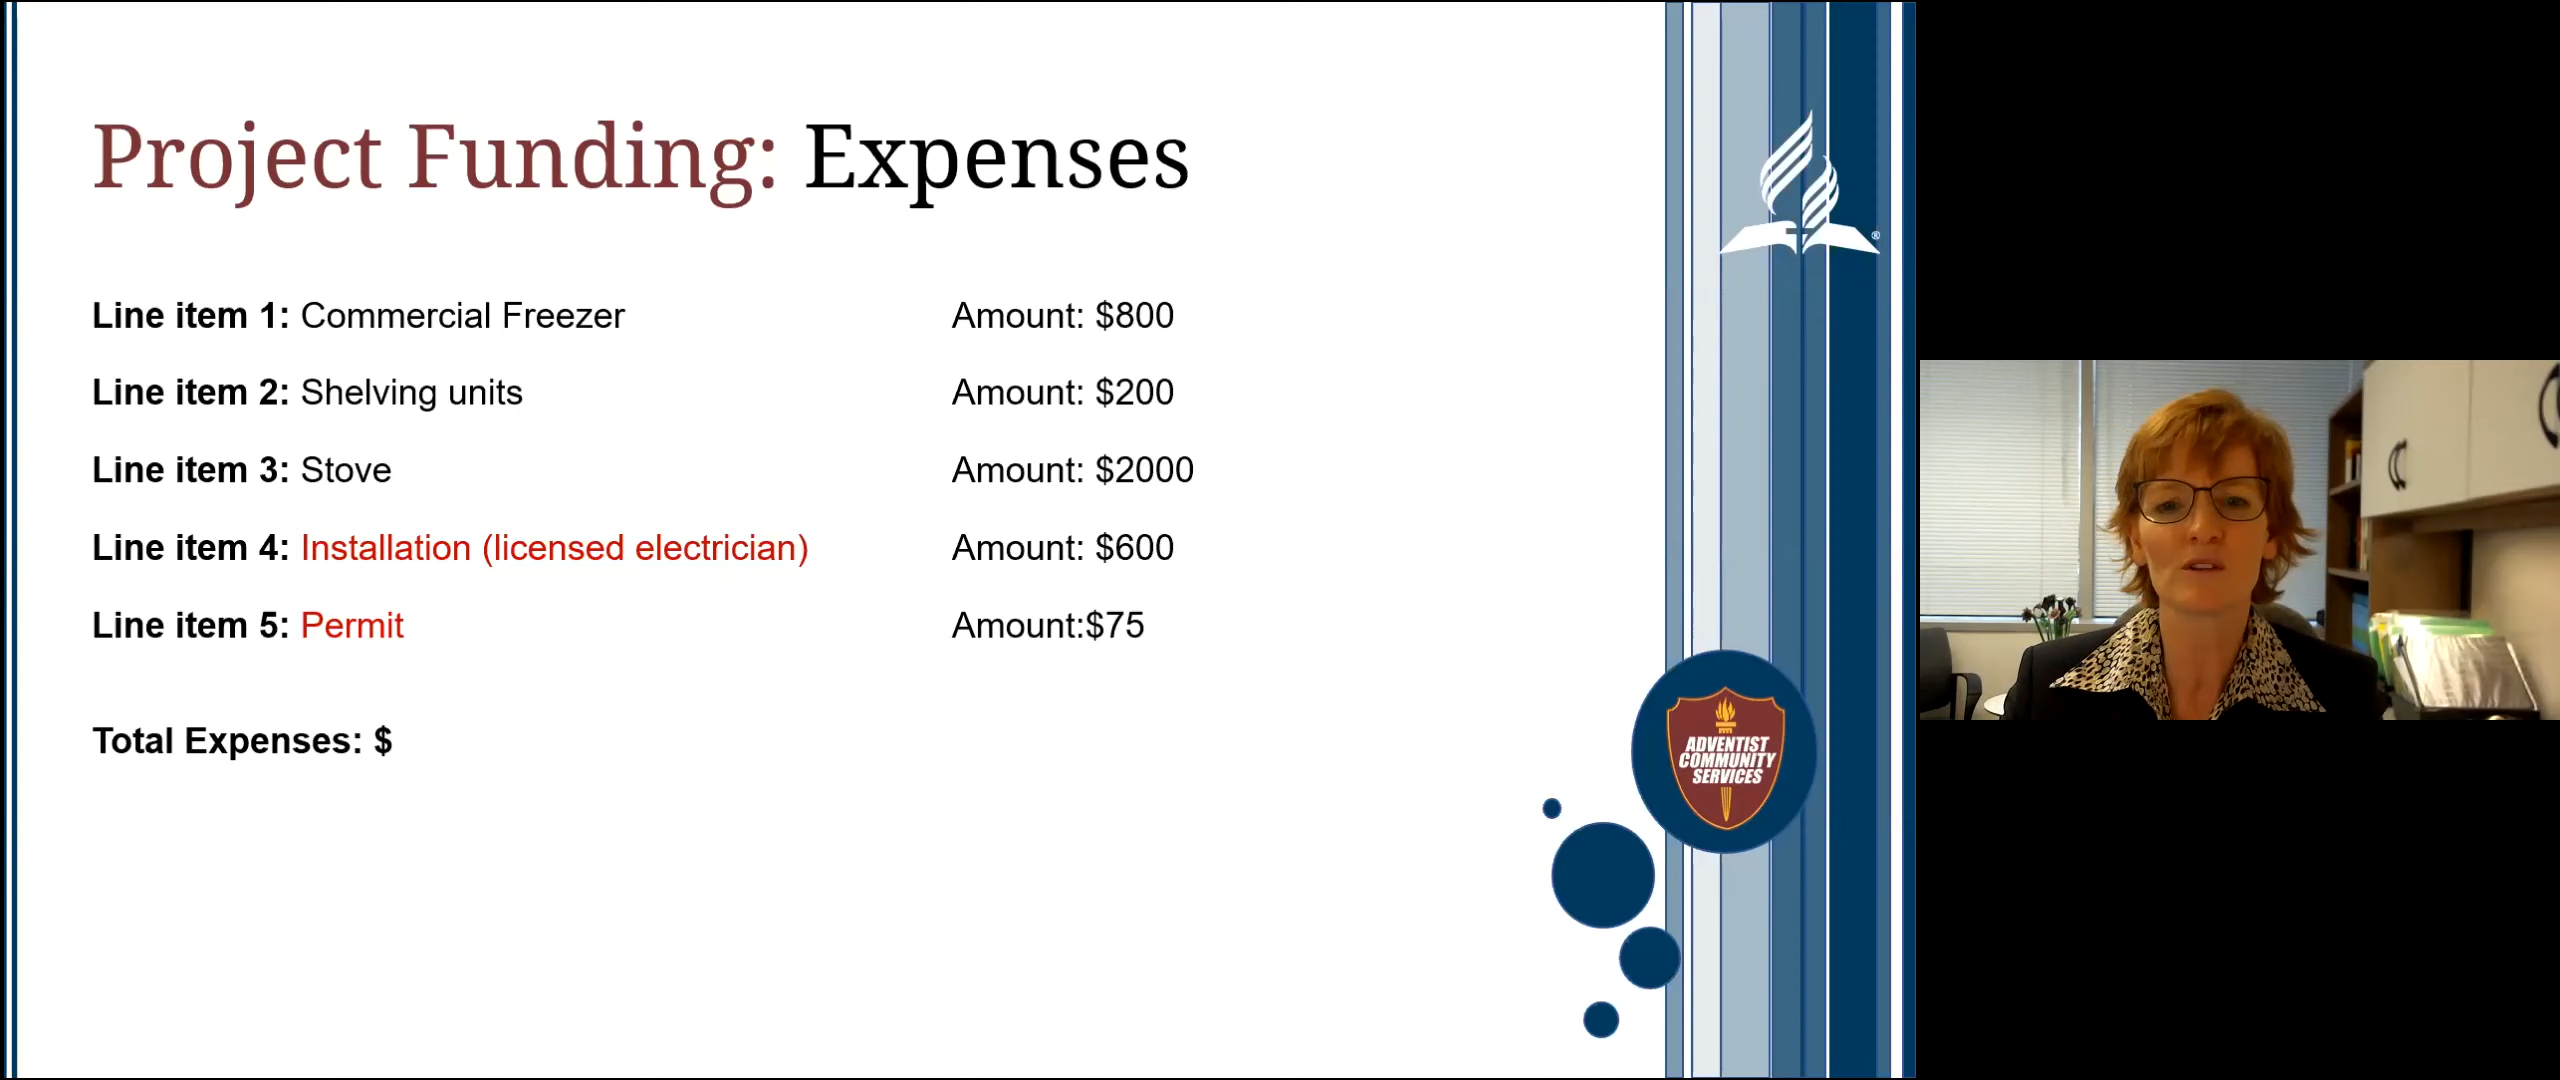 Project Funding: Expenses
Line item 1: Commercial Freezer Amount: $800
Line item 2: Shelving units Amount: $200
Line item 3: Stove Amount: $2000
Line item 4: Installation (licensed electrician) Amount: $600
Line item 5: Permit Amount:$75
Total Expenses: $
®
ADVENTIST
COMMUNITY
SERVICES